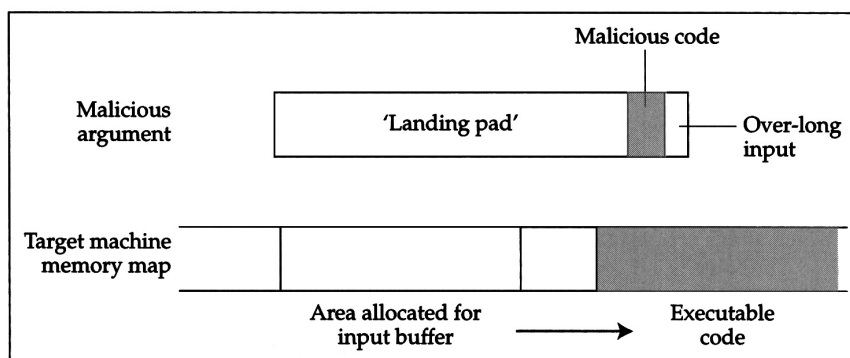 Malicious code
Malicious
argument
‘Landing pad’
Over-long
input
Target machine
memory map
Area allocated for
input buffer
Executable
code